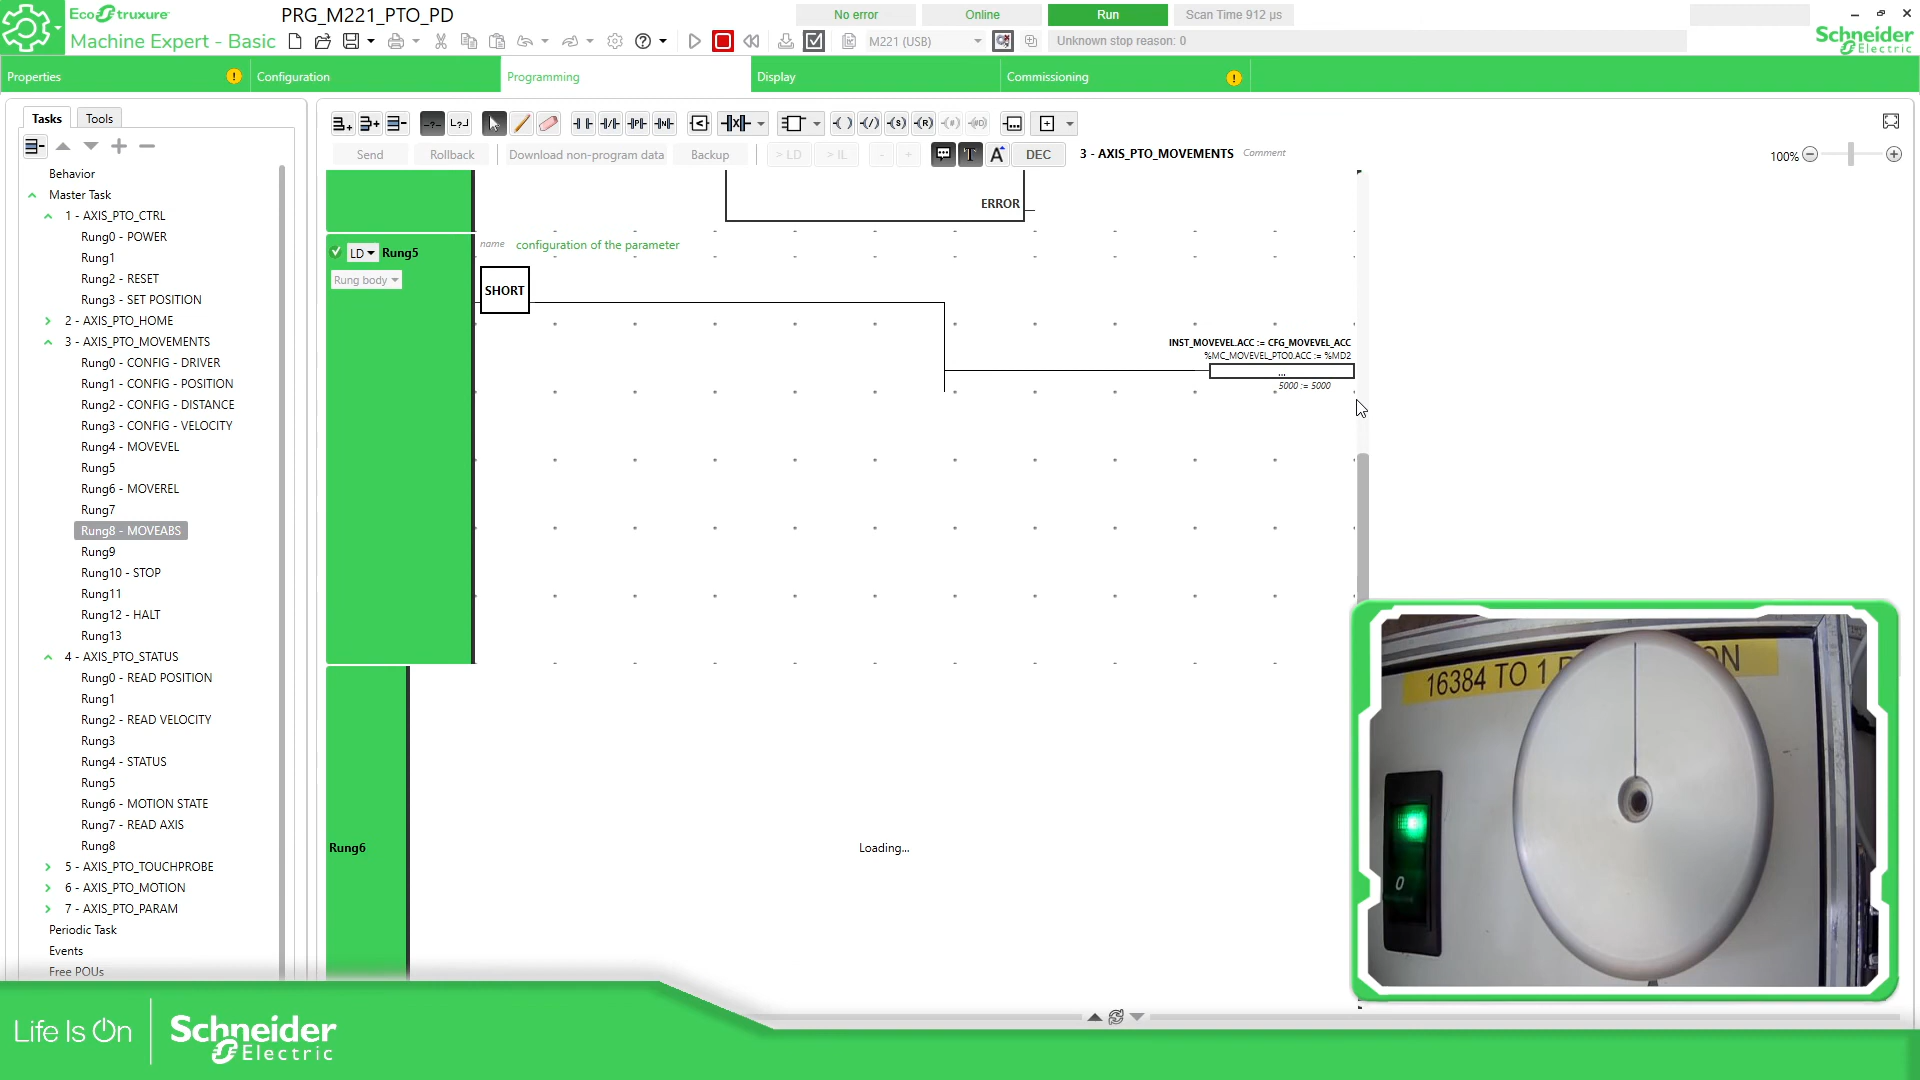 EcoStruxure
Machine Expert - Basic
PRG_M221_PTO_PD
No error
Online
Run
Scan Time 912 µs
M221 (USB)
Unknown stop reason: 0
Schneider
Electric
Properties
Configuration
Programming
Display
Commissioning
Tasks
Tools
Send
Rollback
Download non-program data
Backup
> LD
> IL
DEC
3 - AXIS_PTO_MOVEMENTS
Comment
100%
Behavior
Master Task
1 - AXIS_PTO_CTRL
Rung0 - POWER
Rung1
Rung2 - RESET
Rung3 - SET POSITION
2 - AXIS_PTO_HOME
3 - AXIS_PTO_MOVEMENTS
Rung0 - CONFIG - DRIVER
Rung1 - CONFIG - POSITION
Rung2 - CONFIG - DISTANCE
Rung3 - CONFIG - VELOCITY
Rung4 - MOVEVEL
Rung5
Rung6 - MOVEREL
Rung7
Rung8 - MOVEABS
Rung9
Rung10 - STOP
Rung11
Rung12 - HALT
Rung13
4 - AXIS_PTO_STATUS
Rung0 - READ POSITION
Rung1
Rung2 - READ VELOCITY
Rung3
Rung4 - STATUS
Rung5
Rung6 - MOTION STATE
Rung7 - READ AXIS
Rung8
5 - AXIS_PTO_TOUCHPROBE
6 - AXIS_PTO_MOTION
7 - AXIS_PTO_PARAM
Periodic Task
Events
Free POUs
ERROR
LD
Rung5
name
configuration of the parameter
Rung body
SHORT
INST_MOVEVEL.ACC := CFG_MOVEVEL_ACC
%MC_MOVEVEL_PTO0.ACC := %MD2
...
5000 := 5000
Rung6
Loading...
16384 TO 1
ON
0
Life Is On
Schneider
Electric